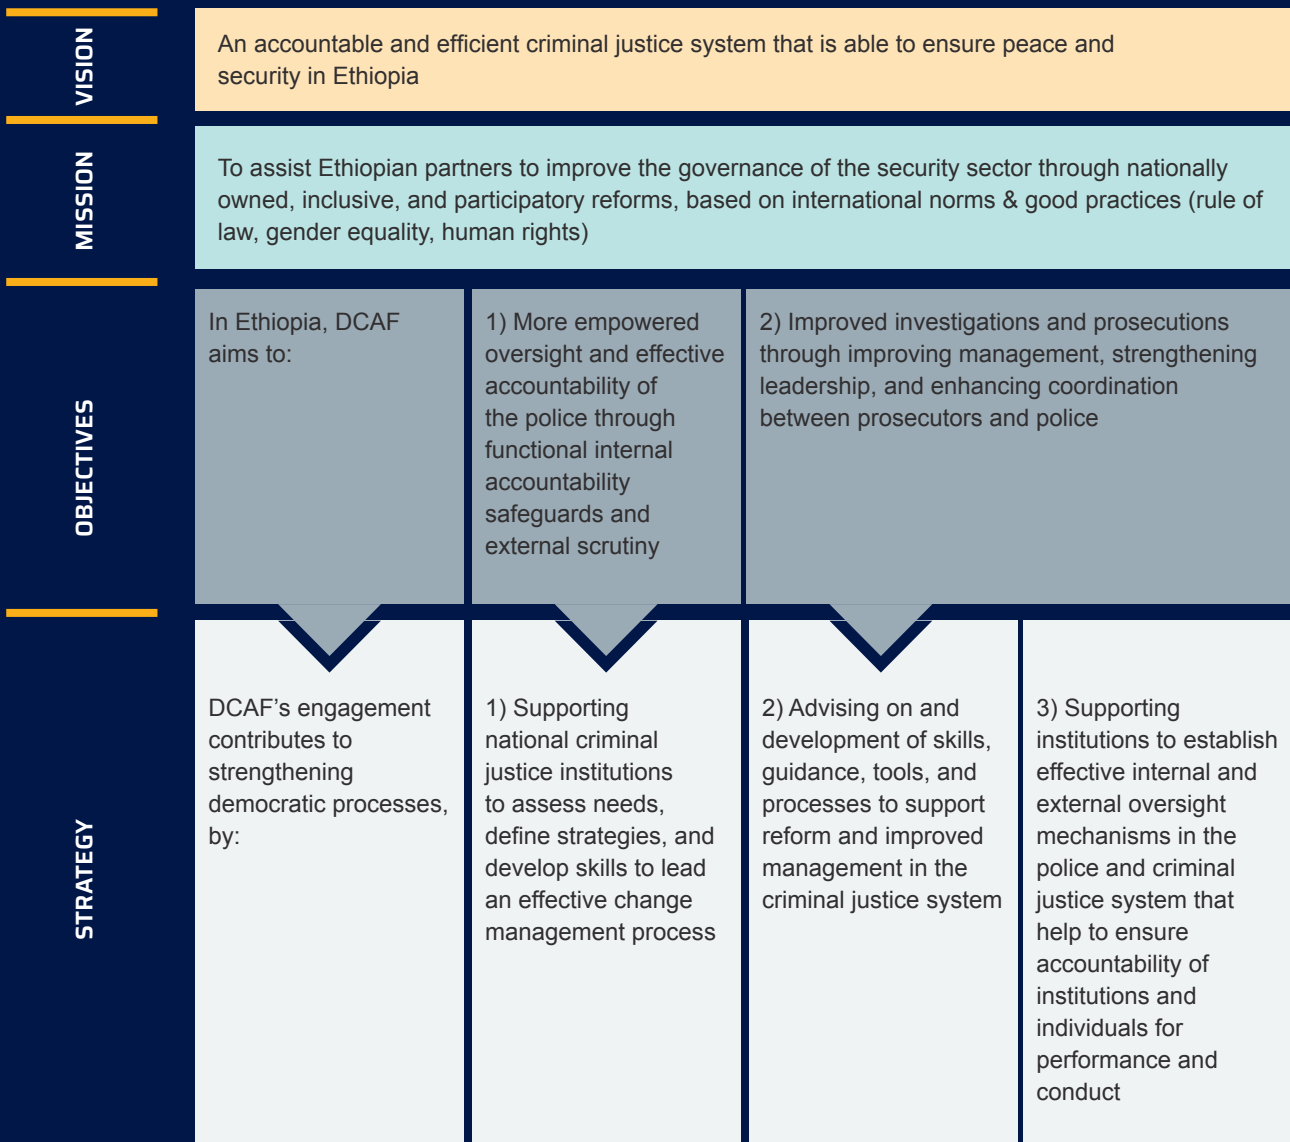 VISION
An accountable and efficient criminal justice system that is able to ensure peace and
security in Ethiopia
MISSION
To assist Ethiopian partners to improve the governance of the security sector through nationally
owned, inclusive, and participatory reforms, based on international norms & good practices (rule of
law, gender equality, human rights)
OBJECTIVES
In Ethiopia, DCAF
aims to:
1) More empowered
oversight and effective
accountability of
the police through
functional internal
accountability
safeguards and
external scrutiny
2) Improved investigations and prosecutions
through improving management, strengthening
leadership, and enhancing coordination
between prosecutors and police
STRATEGY
DCAF’s engagement
contributes to
strengthening
democratic processes,
by:
1) Supporting
national criminal
justice institutions
to assess needs,
define strategies, and
develop skills to lead
an effective change
management process
2) Advising on and
development of skills,
guidance, tools, and
processes to support
reform and improved
management in the
criminal justice system
3) Supporting
institutions to establish
effective internal and
external oversight
mechanisms in the
police and criminal
justice system that
help to ensure
accountability of
institutions and
individuals for
performance and
conduct